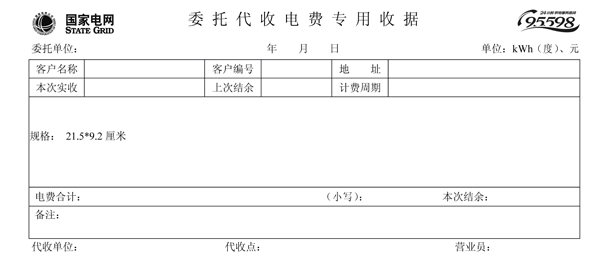 国家电网 STATE GRID 委托代收电费专用收据 24小时供电服务热线 95598
委托单位: 年 月 日 单位: kWh（度）、元
客户名称 客户编号 地 址
本次实收 上次结余 计费周期
规格: 21.5*9.2 厘米
电费合计: （小写）: 本次结余:
备注:
代收单位: 代收点: 营业员: